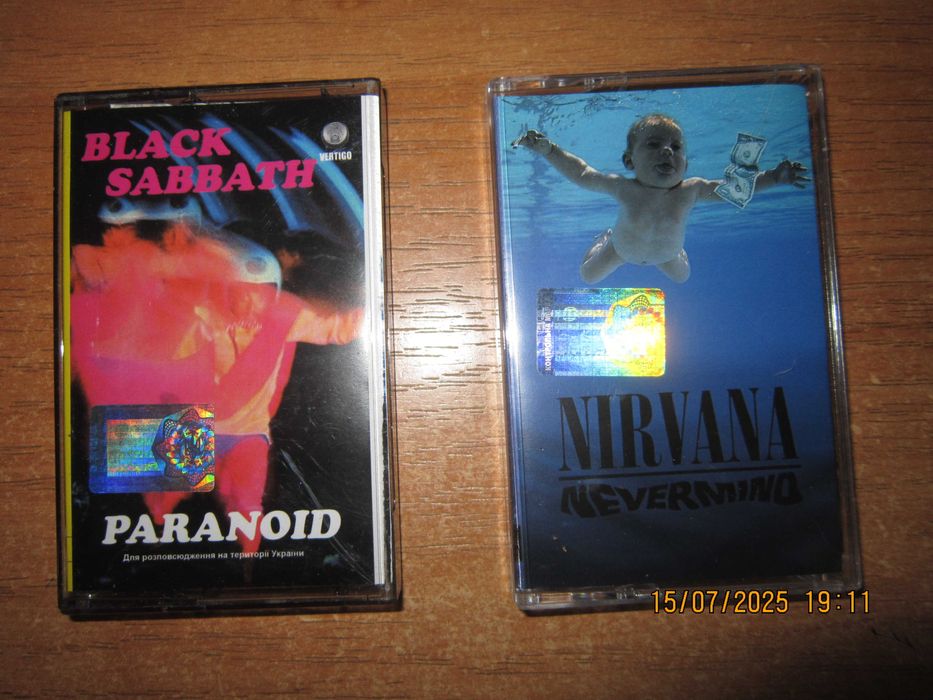 BLACK
SABBATH
VERTIGO
PARANOID
Для розповсюдження на території України
NIRVANA
NEVERMIND
15/07/2025 19:11